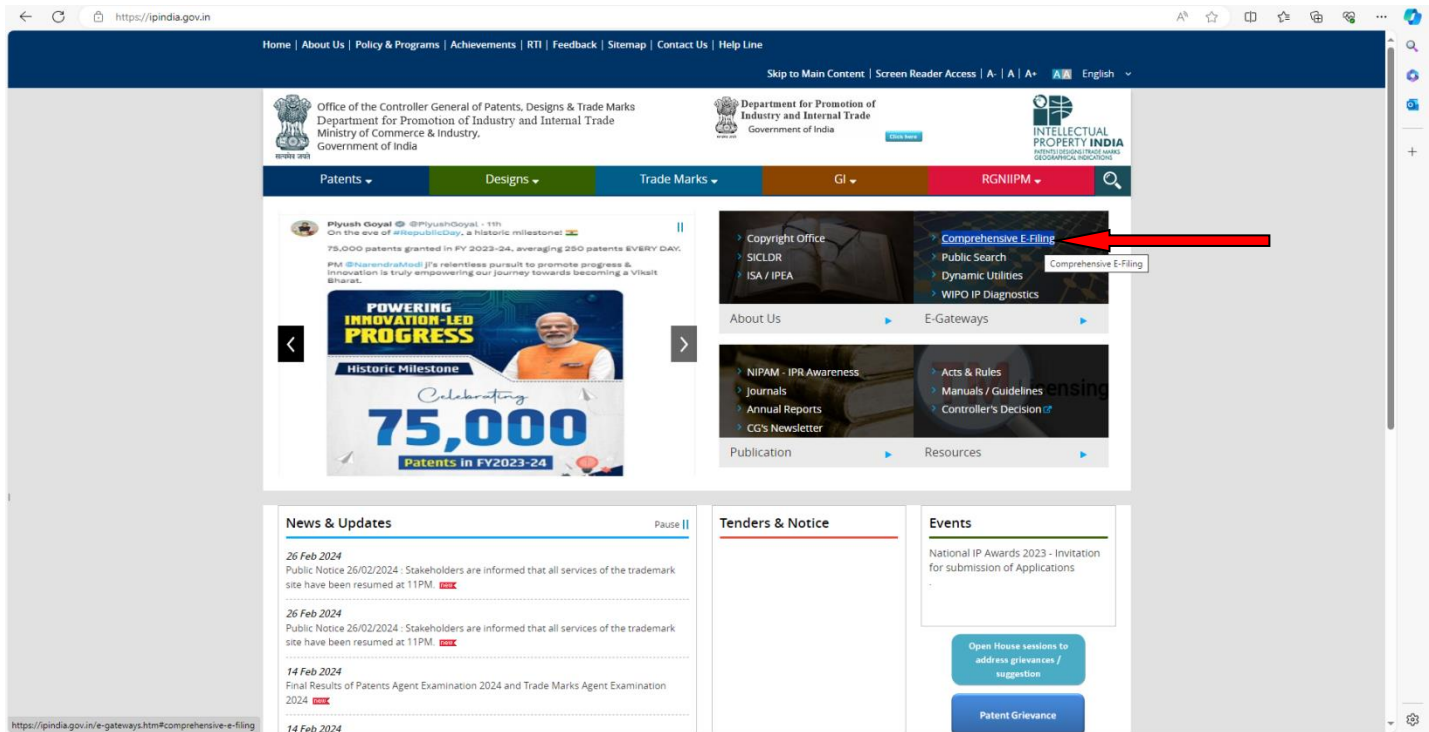 https://ipindia.gov.in
Home | About Us | Policy & Programs | Achievements | RTI | Feedback | Sitemap | Contact Us | Help Line
Skip to Main Content | Screen Reader Access | A- | A | A+ AA English
Office of the Controller General of Patents, Designs & Trade Marks
Department for Promotion of Industry and Internal Trade
Ministry of Commerce & Industry,
Government of India
सत्यमेव जयते
Department for Promotion of
Industry and Internal Trade
Government of India
Click here
INTELLECTUAL
PROPERTY INDIA
PATENTS | DESIGNS | TRADE MARKS
GEOGRAPHICAL INDICATIONS
Patents Designs Trade Marks GI RGNIIPM
Piyush Goyal @PiyushGoyal · 11h
On the eve of #RepublicDay, a historic milestone!
75,000 patents granted in FY 2023-24, averaging 250 patents EVERY DAY.
PM @NarendraModi ji's relentless pursuit to promote progress &
innovation is truly empowering our journey towards becoming a Viksit
Bharat.
POWERING
INNOVATION-LED
PROGRESS
Historic Milestone
Celebrating
75,000
Patents in FY2023-24
Copyright Office
SICLDR
ISA / IPEA
About Us
Comprehensive E-Filing
Public Search
Comprehensive E-Filing
Dynamic Utilities
WIPO IP Diagnostics
E-Gateways
NIPAM - IPR Awareness
Journals
Annual Reports
CG's Newsletter
Publication
Acts & Rules
Manuals / Guidelines
Controller's Decision
TM Licensing
Resources
News & Updates Pause
26 Feb 2024
Public Notice 26/02/2024 : Stakeholders are informed that all services of the trademark
site have been resumed at 11PM. new
26 Feb 2024
Public Notice 26/02/2024 : Stakeholders are informed that all services of the trademark
site have been resumed at 11PM. new
14 Feb 2024
Final Results of Patents Agent Examination 2024 and Trade Marks Agent Examination
2024 new
14 Feb 2024
Tenders & Notice
Events
National IP Awards 2023 - Invitation
for submission of Applications
.
Open House sessions to
address grievances /
suggestion
Patent Grievance
https://ipindia.gov.in/e-gateways.htm#comprehensive-e-filing